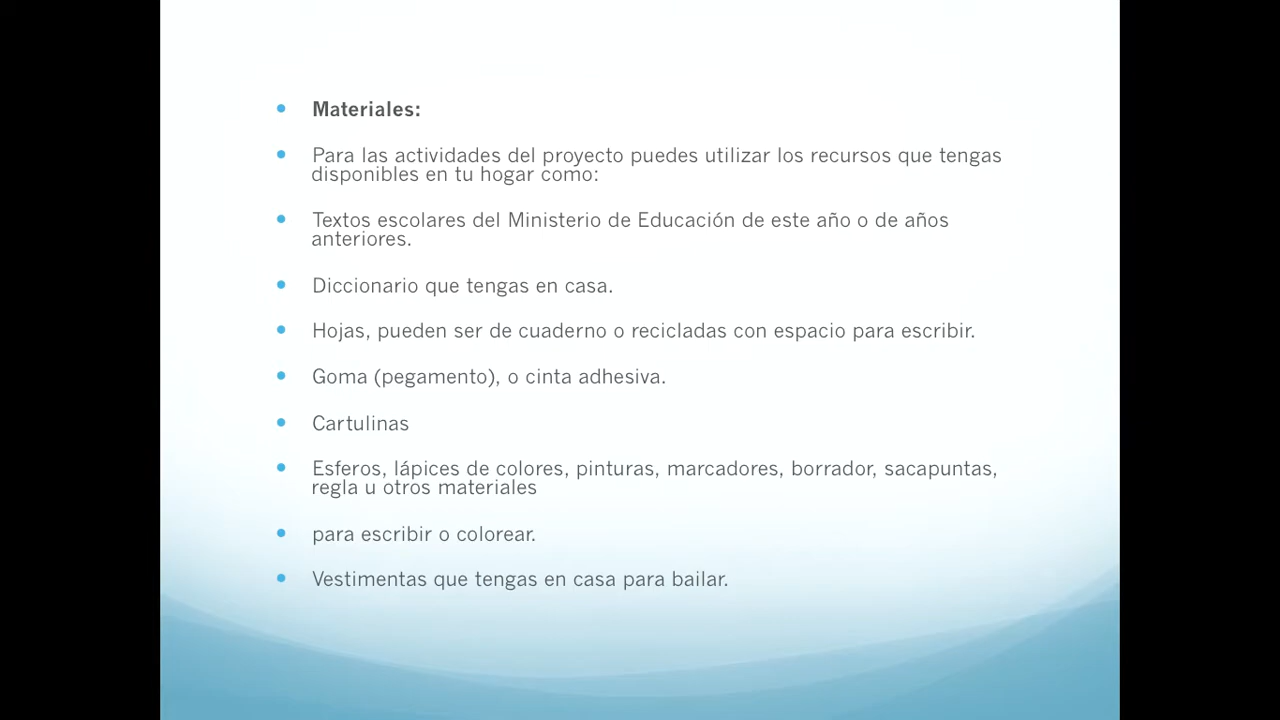 Materiales:
Para las actividades del proyecto puedes utilizar los recursos que tengas
disponibles en tu hogar como:
Textos escolares del Ministerio de Educación de este año o de años
anteriores.
Diccionario que tengas en casa.
Hojas, pueden ser de cuaderno o recicladas con espacio para escribir.
Goma (pegamento), o cinta adhesiva.
Cartulinas
Esferos, lápices de colores, pinturas, marcadores, borrador, sacapuntas,
regla u otros materiales
para escribir o colorear.
Vestimentas que tengas en casa para bailar.